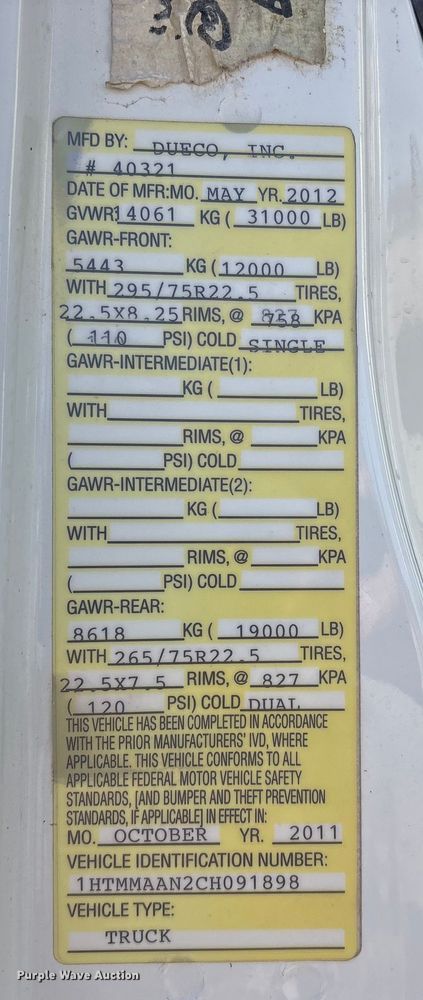 MFD BY: DUECO, INC.
# 40321
DATE OF MFR:MO. MAY YR. 2012
GVWR 14061 KG ( 31000 LB)
GAWR-FRONT:
5443 KG ( 12000 LB)
WITH 295/75R22.5 TIRES,
22.5X8.25 RIMS, @ 758 KPA
( 110 PSI) COLD SINGLE
GAWR-INTERMEDIATE(1):
KG ( LB)
WITH TIRES,
RIMS, @ KPA
( PSI) COLD
GAWR-INTERMEDIATE(2):
KG ( LB)
WITH TIRES,
RIMS, @ KPA
( PSI) COLD
GAWR-REAR:
8618 KG ( 19000 LB)
WITH 265/75R22.5 TIRES,
22.5X7.5 RIMS, @ 827 KPA
( 120 PSI) COLD DUAL
THIS VEHICLE HAS BEEN COMPLETED IN ACCORDANCE
WITH THE PRIOR MANUFACTURERS' IVD, WHERE
APPLICABLE. THIS VEHICLE CONFORMS TO ALL
APPLICABLE FEDERAL MOTOR VEHICLE SAFETY
STANDARDS, [AND BUMPER AND THEFT PREVENTION
STANDARDS, IF APPLICABLE] IN EFFECT IN:
MO. OCTOBER YR. 2011
VEHICLE IDENTIFICATION NUMBER:
1HTMMAAN2CH091898
VEHICLE TYPE:
TRUCK
Purple Wave Auction